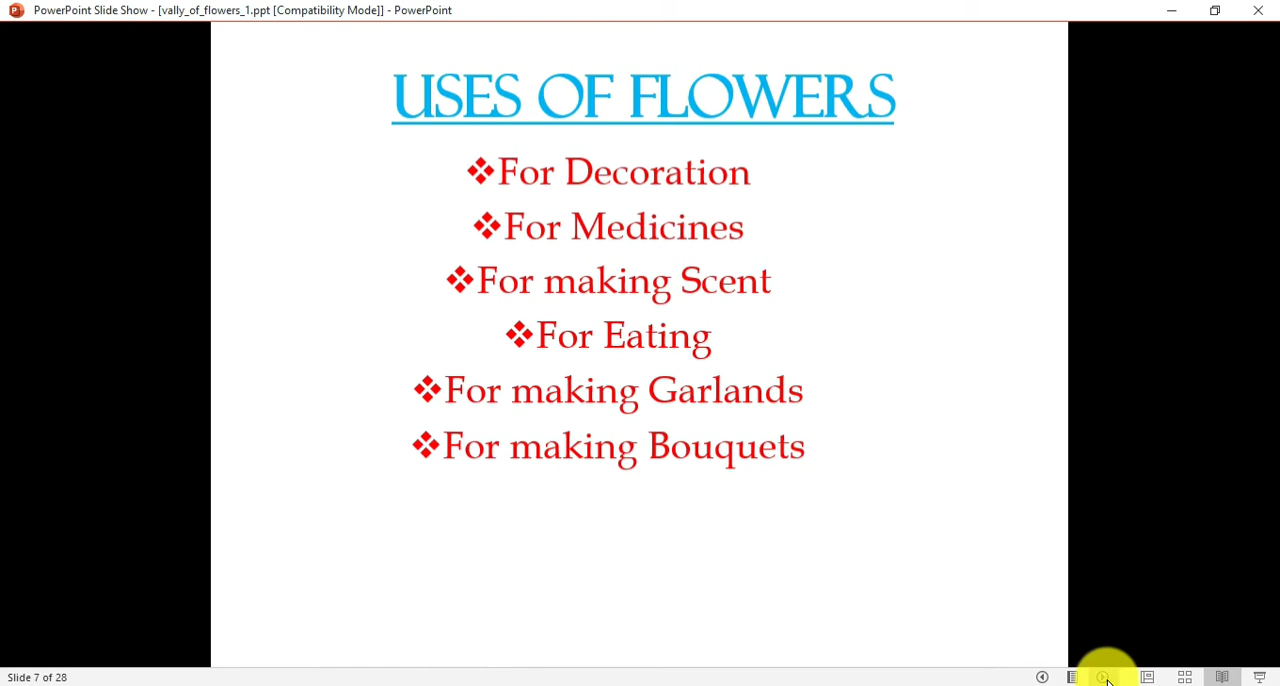 PowerPoint Slide Show - [vally_of_flowers_1.ppt [Compatibility Mode]] - PowerPoint
USES OF FLOWERS
❖For Decoration
❖For Medicines
❖For making Scent
❖For Eating
❖For making Garlands
❖For making Bouquets
Slide 7 of 28